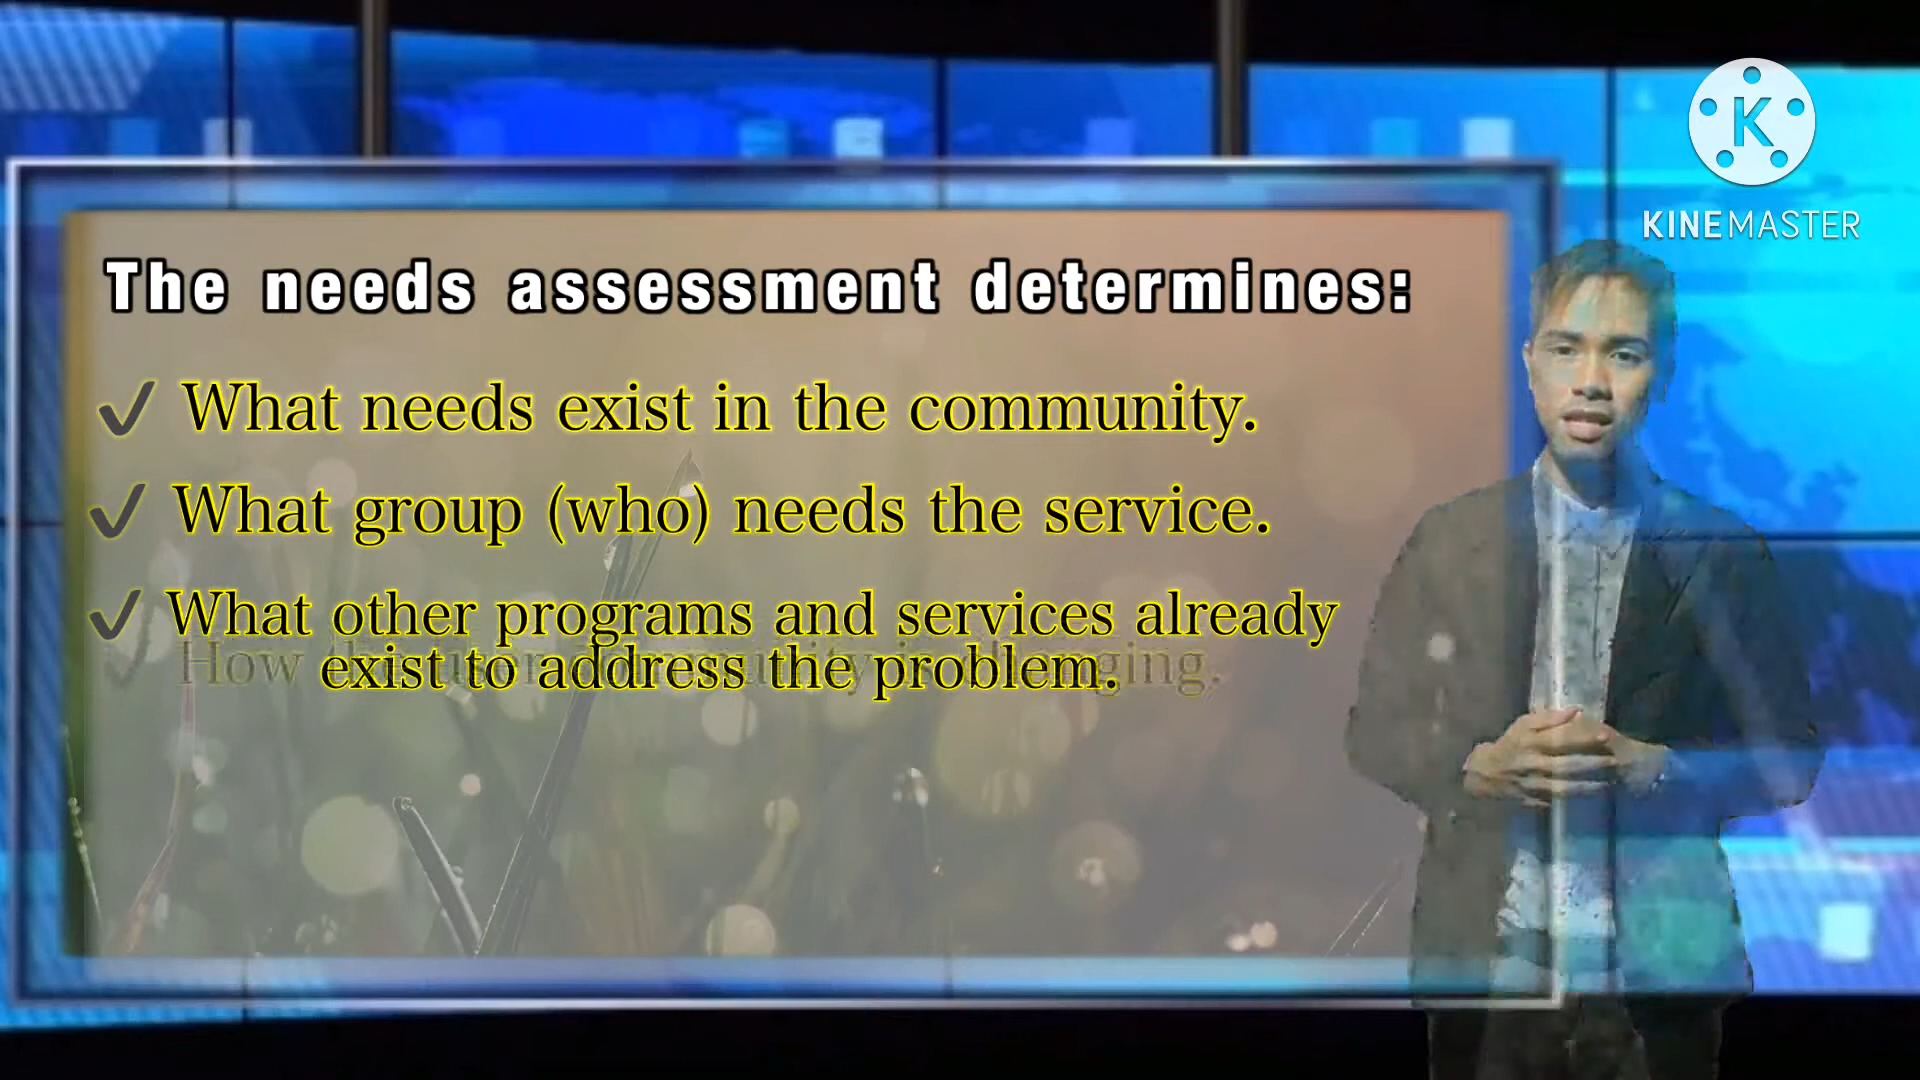 K
KINEMASTER
The needs assessment determines:
✓ What needs exist in the community.
✓ What group (who) needs the service.
✓ What other programs and services already
exist to address the problem.
✓ How